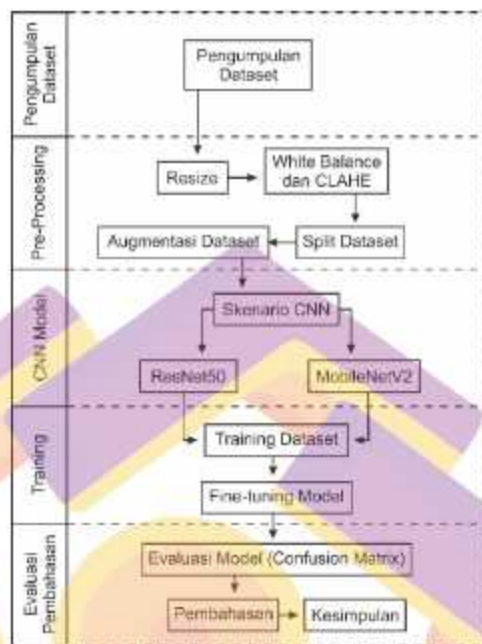 Pengumpulan
Dataset
Pengumpulan
Dataset
Pre-Processing
Resize
White Balance
dan CLAHE
Augmentasi Dataset
Split Dataset
CNN Model
Skenario CNN
ResNet50
MobileNetV2
Training
Training Dataset
Fine-tuning Model
Evaluasi
Pembahasan
Evaluasi Model (Confusion Matrix)
Pembahasan
Kesimpulan